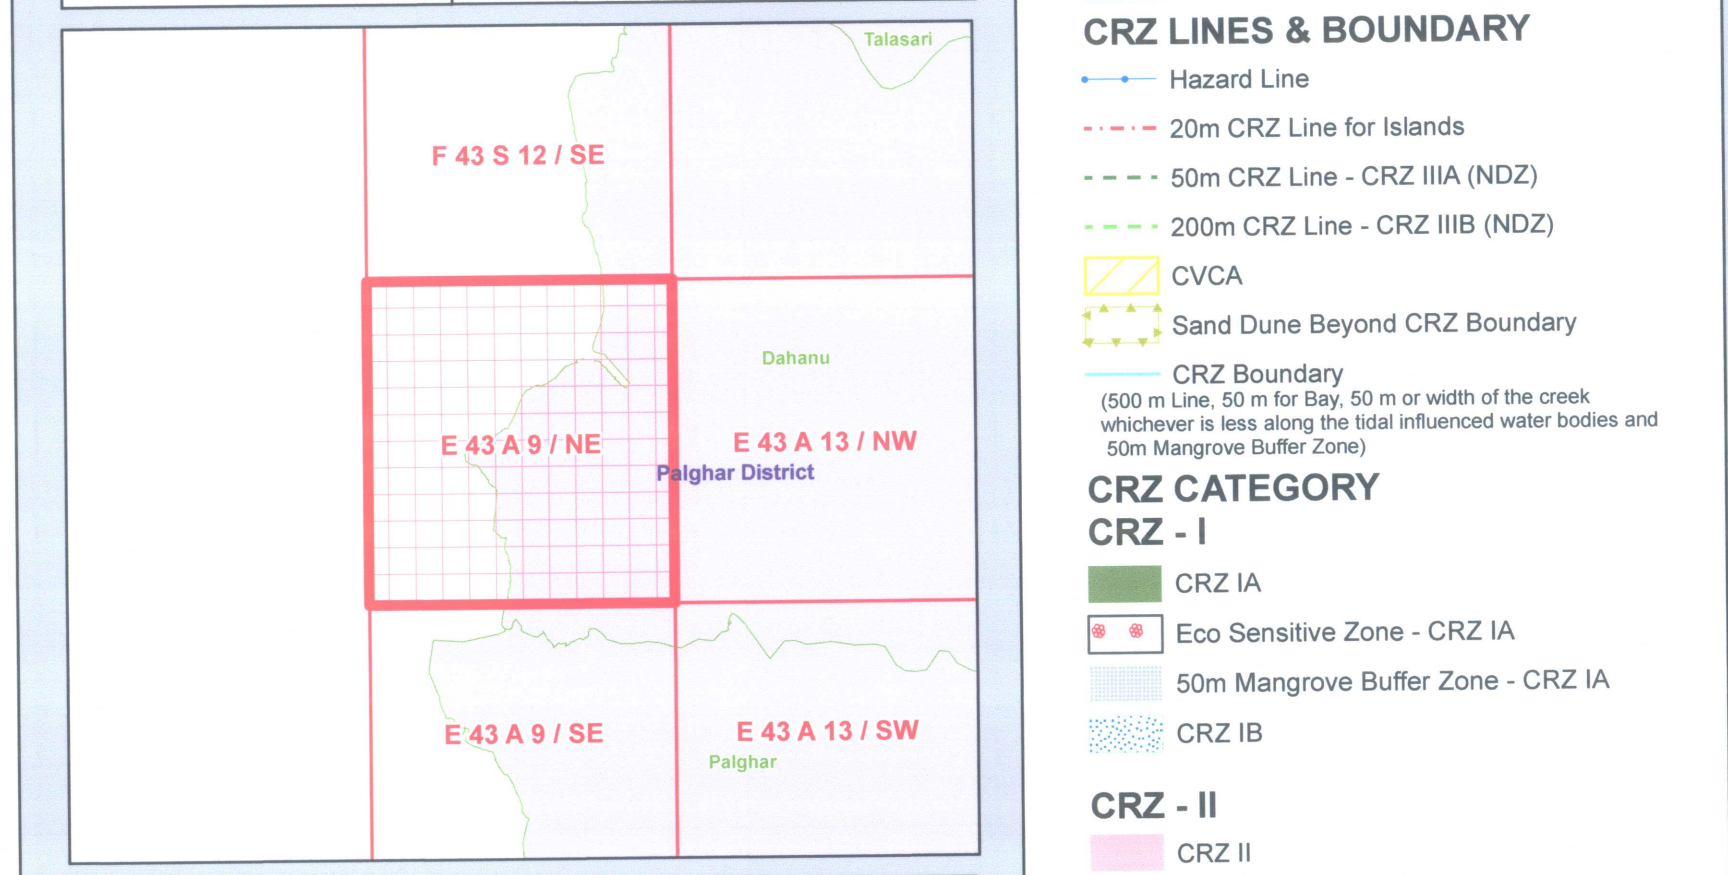 Talasari
F 43 S 12 / SE
Dahanu
E 43 A 9 / NE
E 43 A 13 / NW
Palghar District
E 43 A 9 / SE
E 43 A 13 / SW
Palghar
CRZ LINES & BOUNDARY
Hazard Line
20m CRZ Line for Islands
50m CRZ Line - CRZ IIIA (NDZ)
200m CRZ Line - CRZ IIIB (NDZ)
CVCA
Sand Dune Beyond CRZ Boundary
CRZ Boundary
(500 m Line, 50 m for Bay, 50 m or width of the creek
whichever is less along the tidal influenced water bodies and
50m Mangrove Buffer Zone)
CRZ CATEGORY
CRZ - I
CRZ IA
Eco Sensitive Zone - CRZ IA
50m Mangrove Buffer Zone - CRZ IA
CRZ IB
CRZ - II
CRZ II